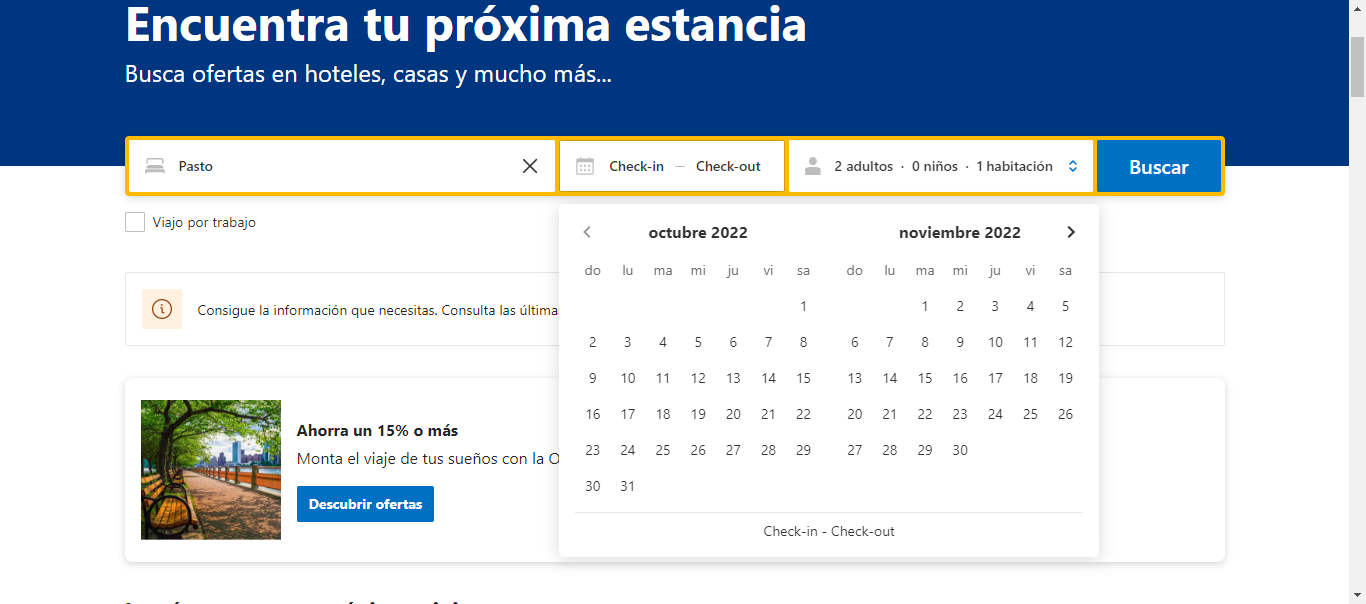 Encuentra tu próxima estancia
Busca ofertas en hoteles, casas y mucho más...
Pasto
Check-in — Check-out
2 adultos · 0 niños · 1 habitación
Buscar
Viajo por trabajo
octubre 2022
do lu ma mi ju vi sa
1
2 3 4 5 6 7 8
9 10 11 12 13 14 15
16 17 18 19 20 21 22
23 24 25 26 27 28 29
30 31
noviembre 2022
do lu ma mi ju vi sa
1 2 3 4 5
6 7 8 9 10 11 12
13 14 15 16 17 18 19
20 21 22 23 24 25 26
27 28 29 30
Check-in - Check-out
Consigue la información que necesitas. Consulta las última
Ahorra un 15% o más
Monta el viaje de tus sueños con la O
Descubrir ofertas